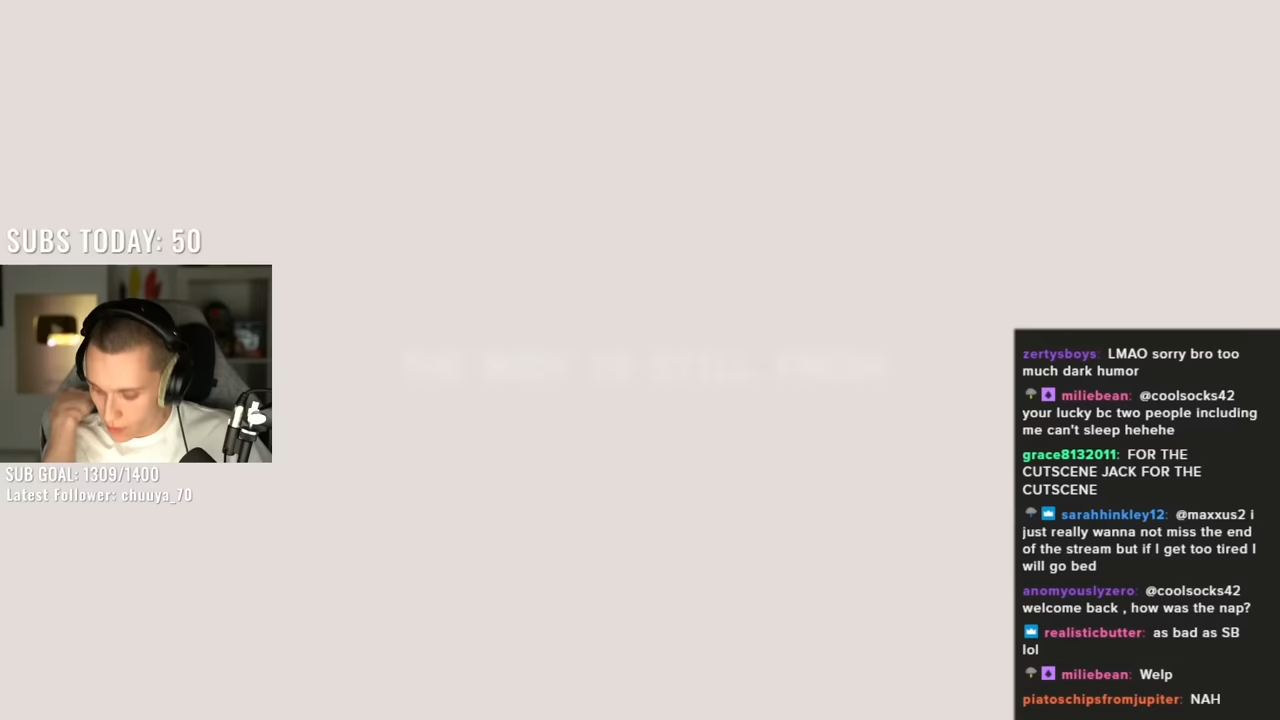 SUBS TODAY: 50
SUB GOAL: 1309/1400
Latest Follower: chuuya_70
zertysboys: LMAO sorry bro too
much dark humor
miliebean: @coolsocks42
your lucky bc two people including
me can't sleep hehehe
grace8132011: FOR THE
CUTSCENE JACK FOR THE
CUTSCENE
sarahhinkley12: @maxxus2 i
just really wanna not miss the end
of the stream but if I get too tired I
will go bed
anomyouslyzero: @coolsocks42
welcome back , how was the nap?
realisticbutter: as bad as SB
lol
miliebean: Welp
piatoschipsfromjupiter: NAH